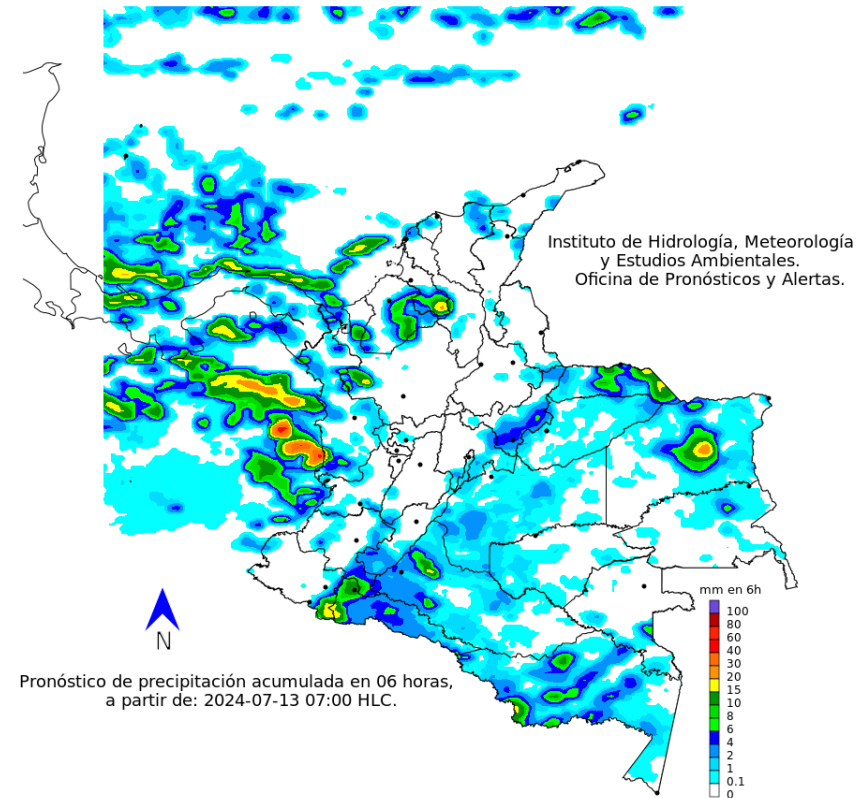 Instituto de Hidrología, Meteorología
y Estudios Ambientales.
Oficina de Pronósticos y Alertas.
N
Pronóstico de precipitación acumulada en 06 horas,
a partir de: 2024-07-13 07:00 HLC.
mm en 6h
100
80
60
40
30
20
15
10
8
6
4
2
1
0.1
0